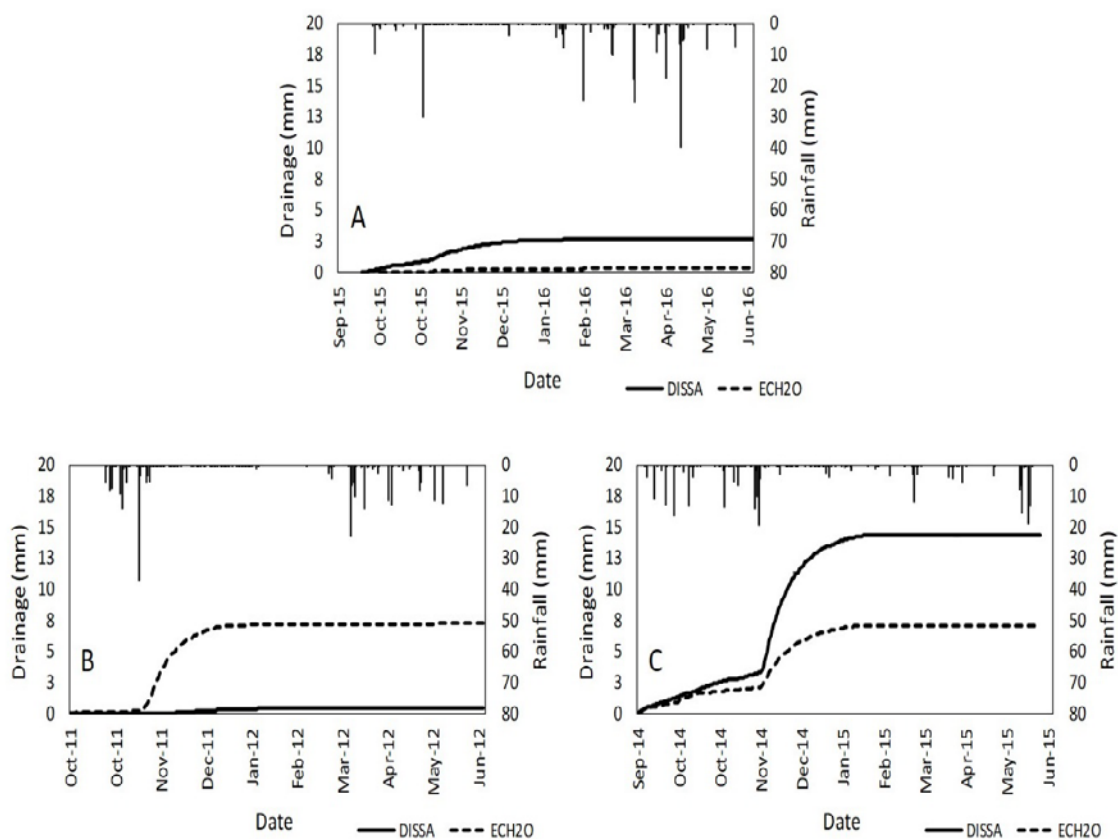 20
18
15
13
10
8
5
3
0
Drainage (mm)
A
0
10
20
30
40
50
60
70
80
Rainfall (mm)
Sep-15
Oct-15
Oct-15
Nov-15
Dec-15
Jan-16
Feb-16
Mar-16
Apr-16
May-16
Jun-16
Date
DISSA
ECH2O
20
18
15
13
10
8
5
3
0
Drainage (mm)
B
0
10
20
30
40
50
60
70
80
Rainfall (mm)
Oct-11
Oct-11
Nov-11
Dec-11
Jan-12
Feb-12
Mar-12
Apr-12
May-12
Jun-12
Date
DISSA
ECH2O
20
18
15
13
10
8
5
3
0
Drainage (mm)
C
0
10
20
30
40
50
60
70
80
Rainfall (mm)
Sep-14
Oct-14
Oct-14
Nov-14
Dec-14
Jan-15
Feb-15
Mar-15
Apr-15
May-15
Jun-15
Date
DISSA
ECH2O